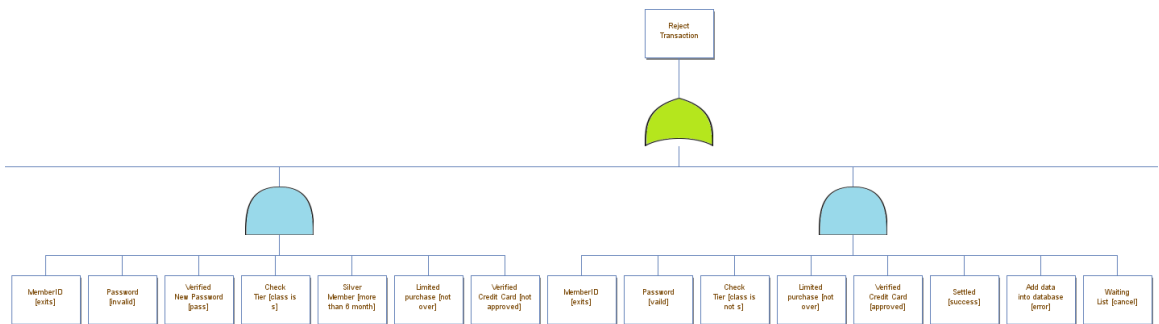 Reject
Transaction
MemberID
[exits]
Password
[invalid]
Verified
New Password
[pass]
Check
Tier [class is
s]
Silver
Member [more
than 6 month]
Limited
purchase [not
over]
Verified
Credit Card [not
approved]
MemberID
[exits]
Password
[vaild]
Check
Tier [class is
not s]
Limited
purchase [not
over]
Verified
Credit Card
[approved]
Settled
[success]
Add data
into database
[error]
Waiting
List [cancel]